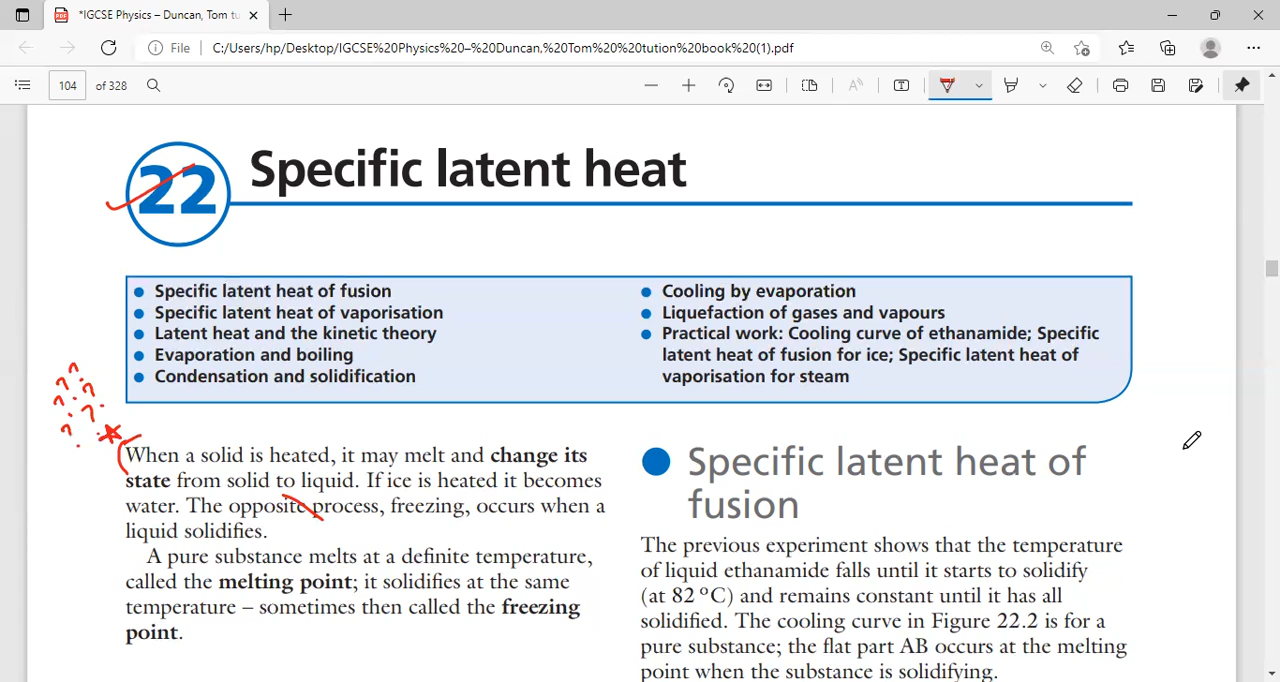 *IGCSE Physics – Duncan, Tom tu
File C:/Users/hp/Desktop/IGCSE%20Physics%20–%20Duncan,%20Tom%20%20tution%20book%20(1).pdf
104 of 328
22 Specific latent heat
● Specific latent heat of fusion
● Specific latent heat of vaporisation
● Latent heat and the kinetic theory
● Evaporation and boiling
● Condensation and solidification
● Cooling by evaporation
● Liquefaction of gases and vapours
● Practical work: Cooling curve of ethanamide; Specific
latent heat of fusion for ice; Specific latent heat of
vaporisation for steam
? ?
? ?
? ?
When a solid is heated, it may melt and change its
state from solid to liquid. If ice is heated it becomes
water. The opposite process, freezing, occurs when a
liquid solidifies.
A pure substance melts at a definite temperature,
called the melting point; it solidifies at the same
temperature – sometimes then called the freezing
point.
● Specific latent heat of
fusion
The previous experiment shows that the temperature
of liquid ethanamide falls until it starts to solidify
(at 82 °C) and remains constant until it has all
solidified. The cooling curve in Figure 22.2 is for a
pure substance; the flat part AB occurs at the melting
point when the substance is solidifying.